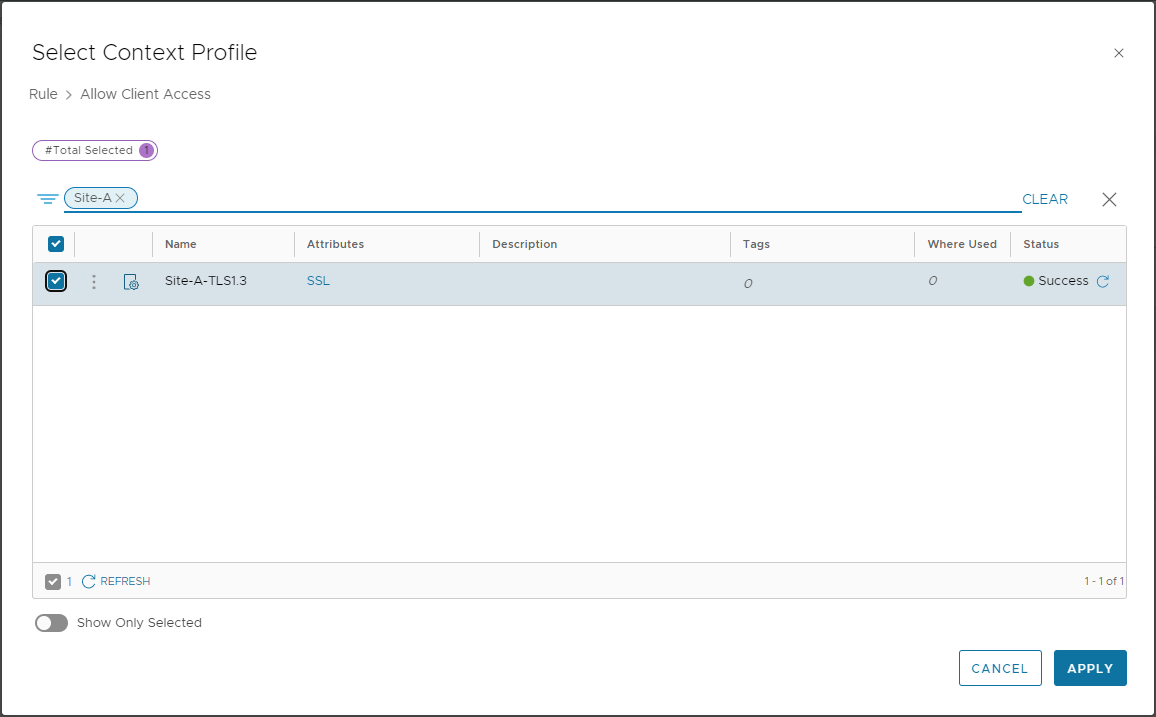 Select Context Profile
Rule > Allow Client Access
#Total Selected 1
Site-A
CLEAR
Name Attributes Description Tags Where Used Status
Site-A-TLS1.3 SSL 0 0 Success
1 REFRESH 1 - 1 of 1
Show Only Selected
CANCEL APPLY